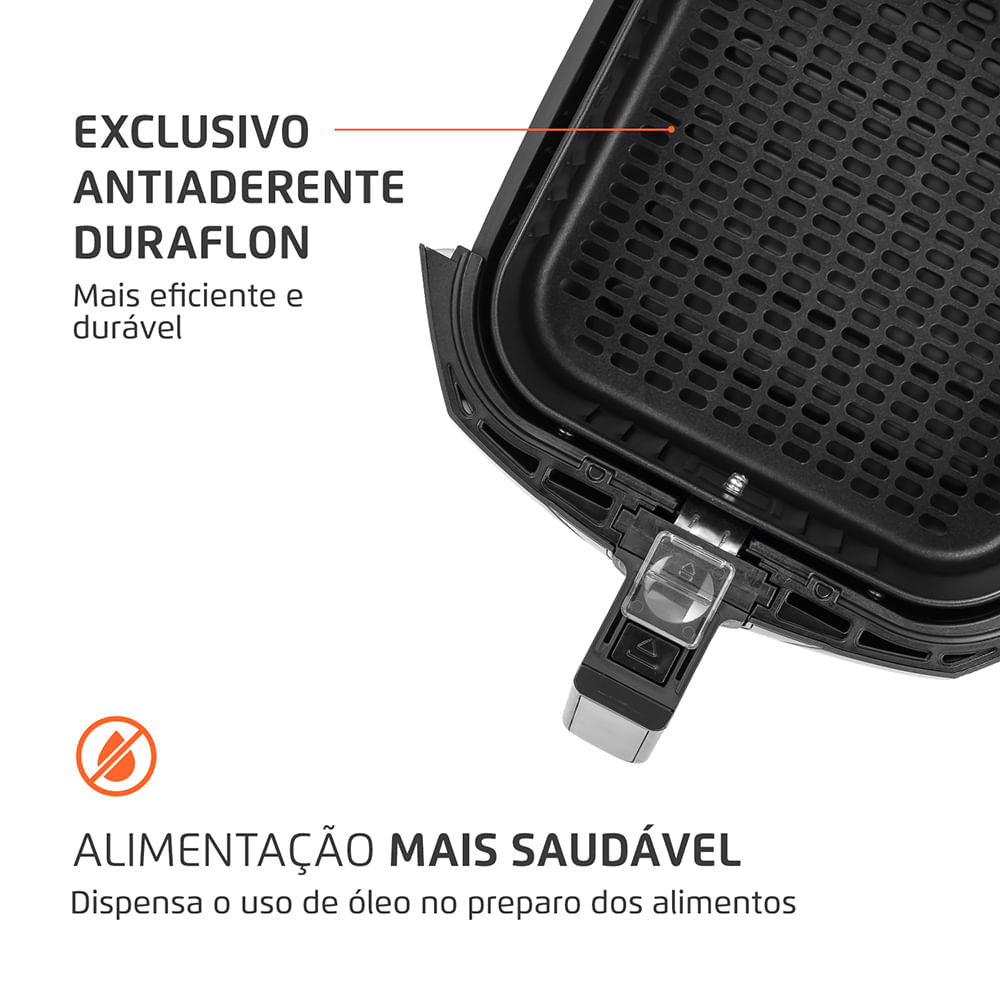 EXCLUSIVO
ANTIADERENTE
DURAFLON
Mais eficiente e
durável
ALIMENTAÇÃO MAIS SAUDÁVEL
Dispensa o uso de óleo no preparo dos alimentos